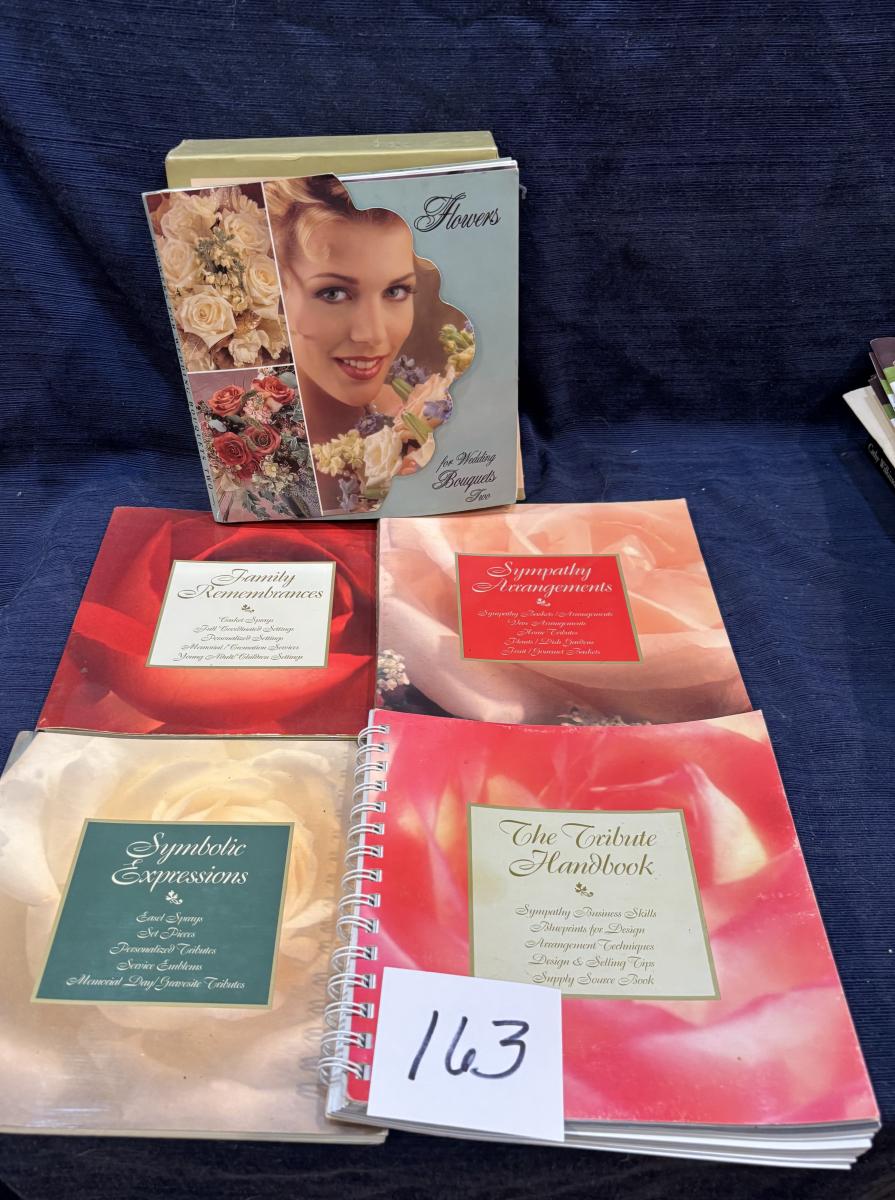 Flowers
for Wedding
Bouquets
Two
Family
Remembrances
Casket Sprays
Full Coordinated Settings
Personalized Settings
Memorial / Cremation Services
Young Adult/Children Settings
Sympathy
Arrangements
Sympathy Baskets/Arrangements
Vase Arrangements
Home Tributes
Plants/Dish Gardens
Fruit/Gourmet Baskets
Symbolic
Expressions
Easel Sprays
Set Pieces
Personalized Tributes
Service Emblems
Memorial Day/Gravesite Tributes
The Tribute
Handbook
Sympathy Business Skills
Blueprints for Design
Arrangement Techniques
Design & Selling Tips
Supply Source Book
163